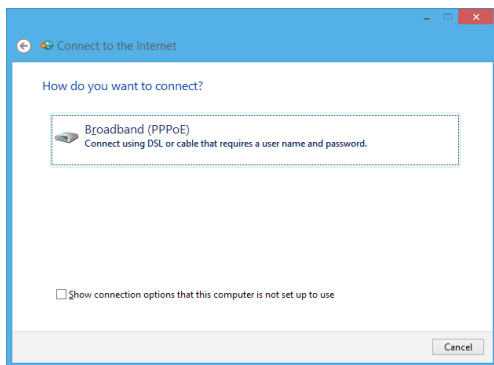 Connect to the Internet
How do you want to connect?
Broadband (PPPoE)
Connect using DSL or cable that requires a user name and password.
Show connection options that this computer is not set up to use
Cancel